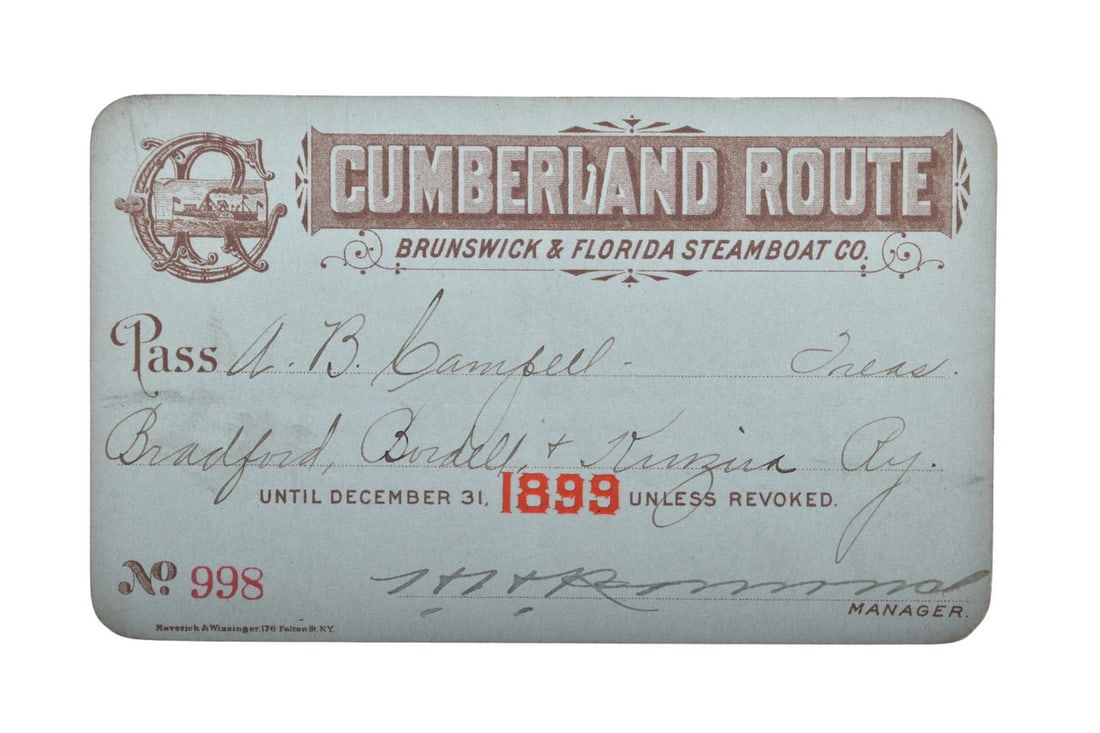 CUMBERLAND ROUTE
BRUNSWICK & FLORIDA STEAMBOAT CO.
Pass A. B. Campell - Treas.
Bradford, Bordell, & Kinzua Ry.
UNTIL DECEMBER 31, 1899 UNLESS REVOKED.
No. 998
MANAGER.
Maverick & Wissinger, 176 Fulton St. N.Y.